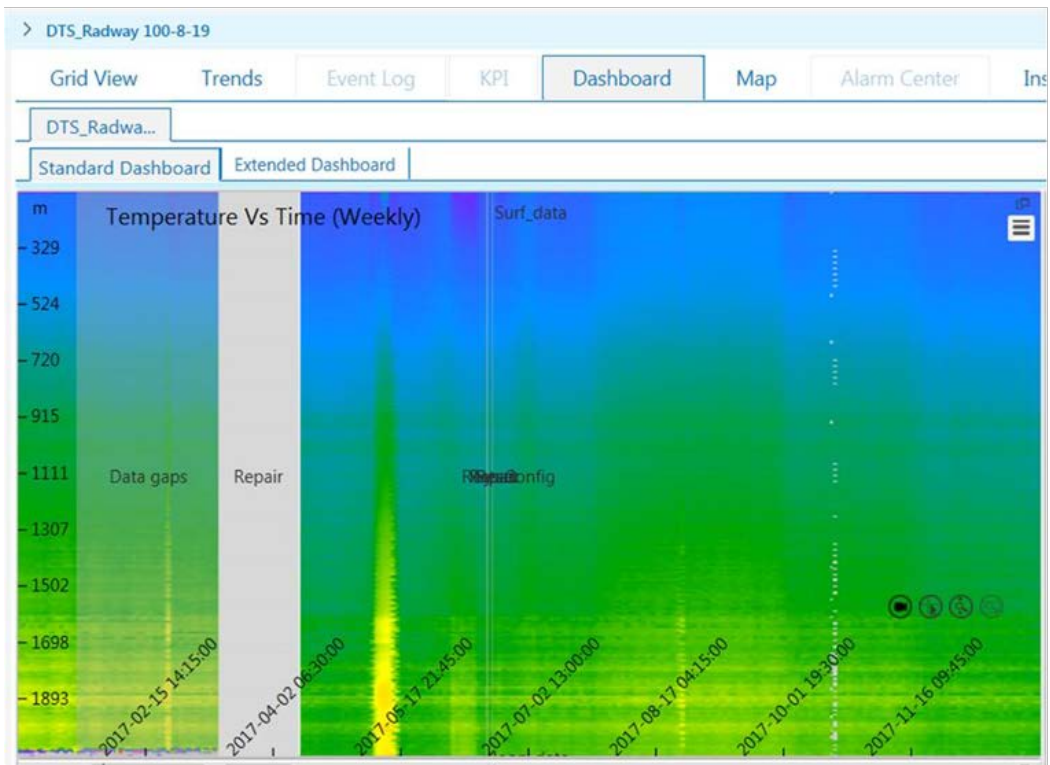 > DTS_Radway 100-8-19
Grid View Trends Event Log KPI Dashboard Map Alarm Center
DTS_Radwa...
Standard Dashboard Extended Dashboard
m Temperature Vs Time (Weekly) Surf_data
329
524
720
915
1111 Data gaps Repair
1307
1502
1698
1893
2017-02-15 14:15:00
2017-04-02 06:30:00
2017-05-17 21:45:00
2017-07-02 13:00:00
2017-08-17 04:15:00
2017-10-01 19:30:00
2017-11-16 09:45:00